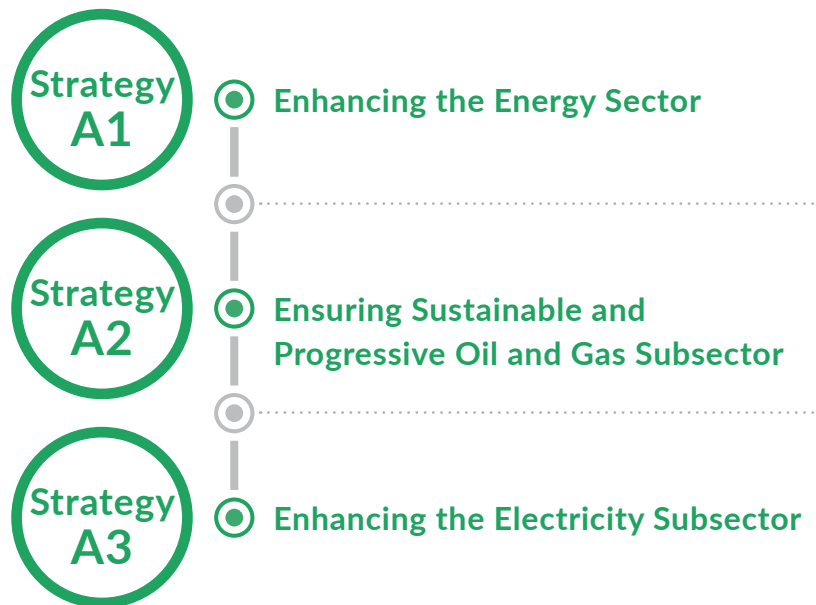 Strategy
A1
Enhancing the Energy Sector
Strategy
A2
Ensuring Sustainable and
Progressive Oil and Gas Subsector
Strategy
A3
Enhancing the Electricity Subsector